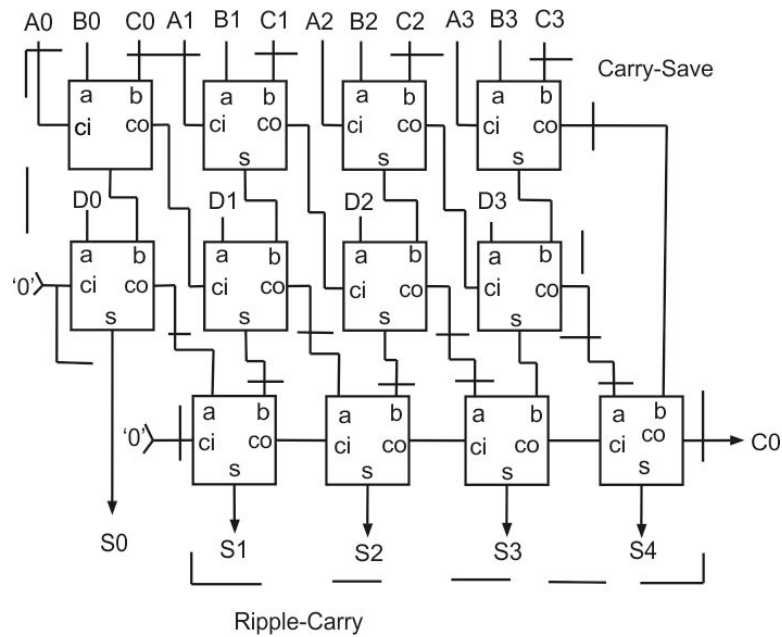 A0 B0 C0 A1 B1 C1 A2 B2 C2 A3 B3 C3
Carry-Save
a b a b a b a b
ci co ci co ci co ci co
s s s
D0 D1 D2 D3
a b a b a b a b
'0' ci co ci co ci co ci co
s s s s
a b a b a b a b
'0' ci co ci co ci co ci co C0
s s s s
S0 S1 S2 S3 S4
Ripple-Carry